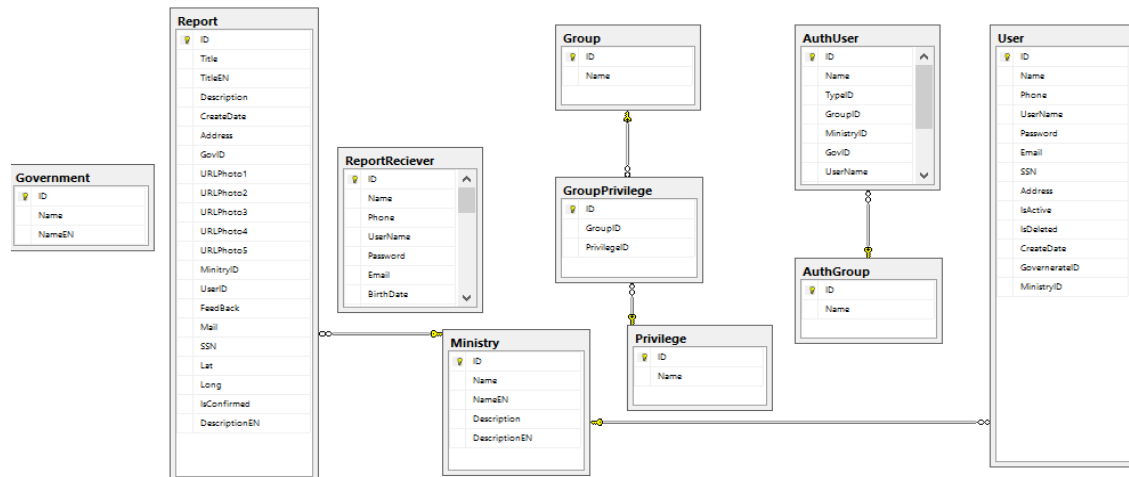 Report
ID
Title
TitleEN
Description
CreateDate
Address
GovID
URLPhoto1
URLPhoto2
URLPhoto3
URLPhoto4
URLPhoto5
MinitryID
UserID
FeedBack
Mail
SSN
Lat
Long
IsConfirmed
DescriptionEN
Government
ID
Name
NameEN
ReportReciever
ID
Name
Phone
UserName
Password
Email
BirthDate
Ministry
ID
Name
NameEN
Description
DescriptionEN
Group
ID
Name
GroupPrivilege
ID
GroupID
PrivilegeID
Privilege
ID
Name
AuthUser
ID
Name
TypeID
GroupID
MinistryID
GovID
UserName
AuthGroup
ID
Name
User
ID
Name
Phone
UserName
Password
Email
SSN
Address
IsActive
IsDeleted
CreateDate
GovernerateID
MinistryID